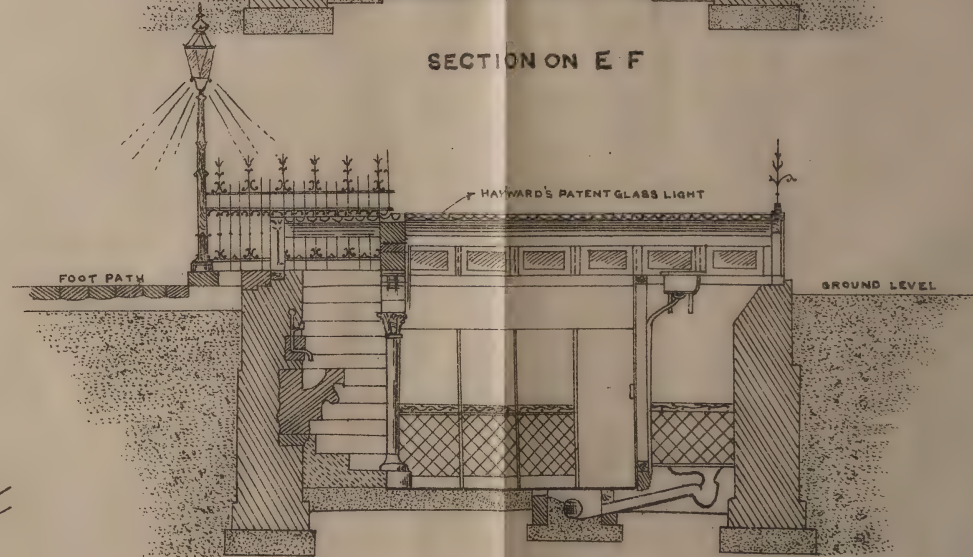 SECTION ON E F
HAYWARD'S PATENT GLASS LIGHT
FOOT PATH
GROUND LEVEL